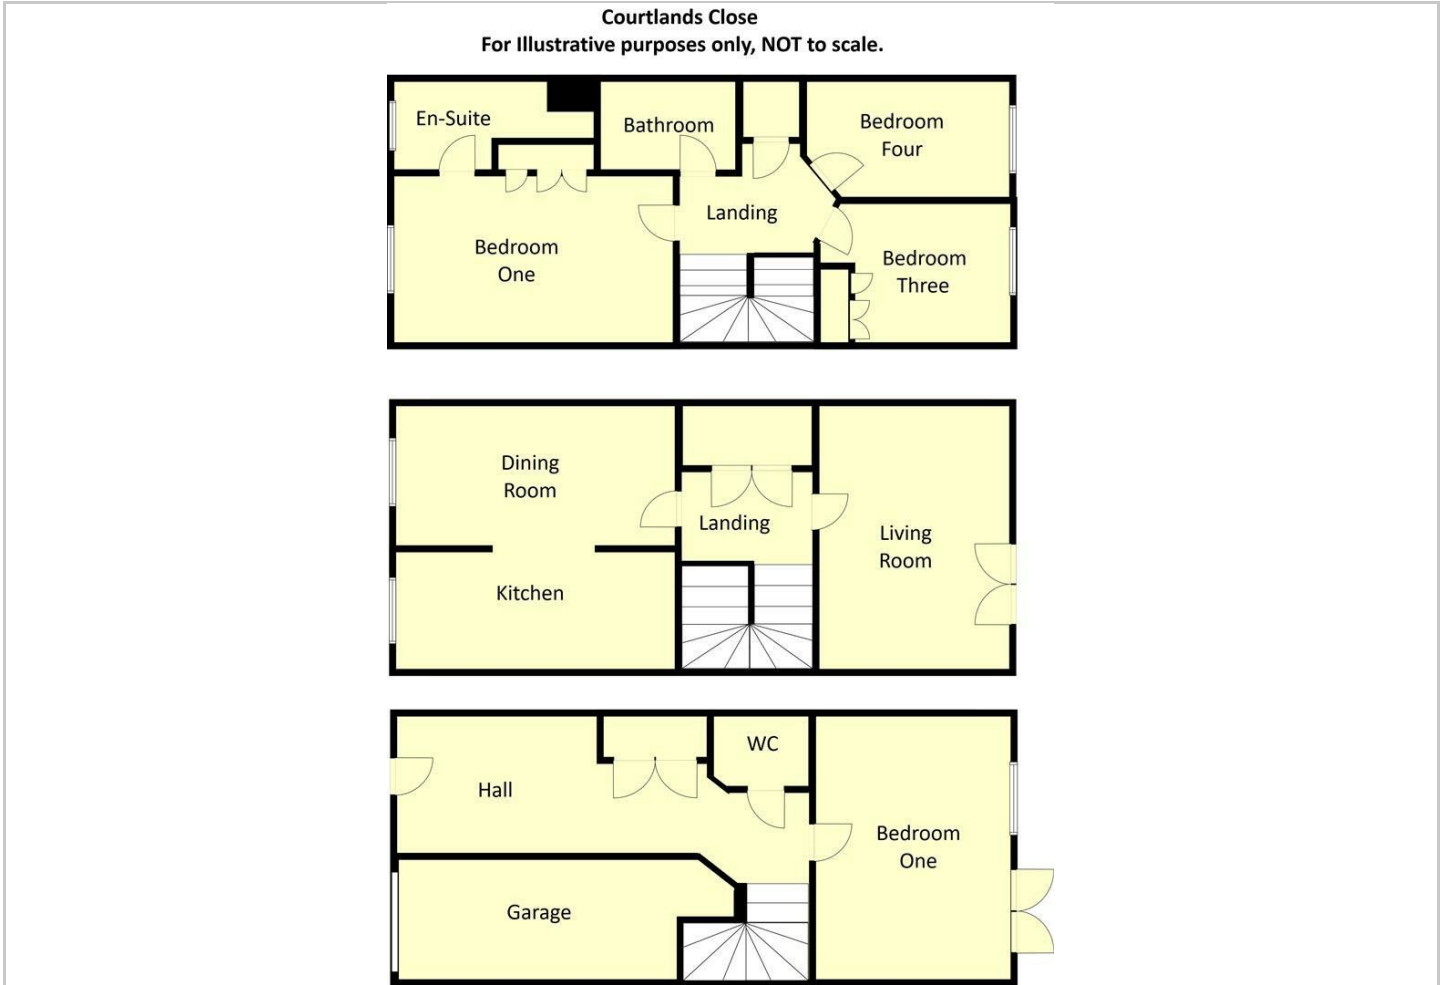 Courtlands Close
For Illustrative purposes only, NOT to scale.
En-Suite
Bathroom
Bedroom
Four
Landing
Bedroom
One
Bedroom
Three
Dining
Room
Landing
Living
Room
Kitchen
WC
Hall
Bedroom
One
Garage